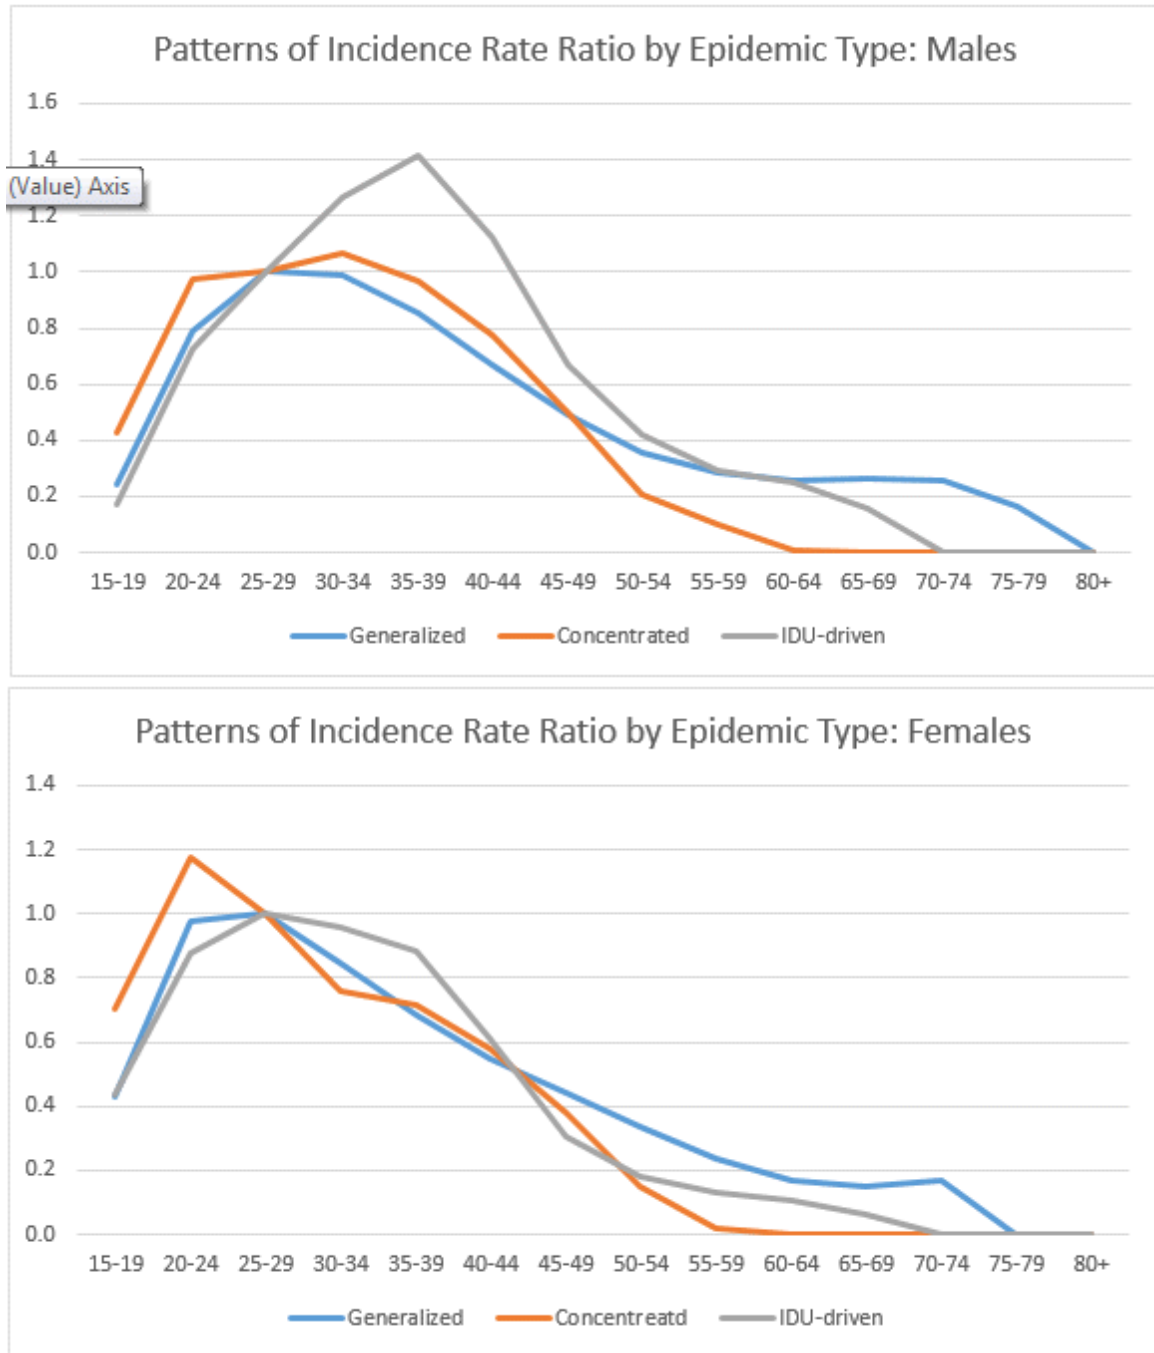 Patterns of Incidence Rate Ratio by Epidemic Type: Males
1.6
1.4
(Value) Axis
1.2
1.0
0.8
0.6
0.4
0.2
0.0
15-19 20-24 25-29 30-34 35-39 40-44 45-49 50-54 55-59 60-64 65-69 70-74 75-79 80+
Generalized Concentrated IDU-driven
Patterns of Incidence Rate Ratio by Epidemic Type: Females
1.4
1.2
1.0
0.8
0.6
0.4
0.2
0.0
15-19 20-24 25-29 30-34 35-39 40-44 45-49 50-54 55-59 60-64 65-69 70-74 75-79 80+
Generalized Concentreatd IDU-driven